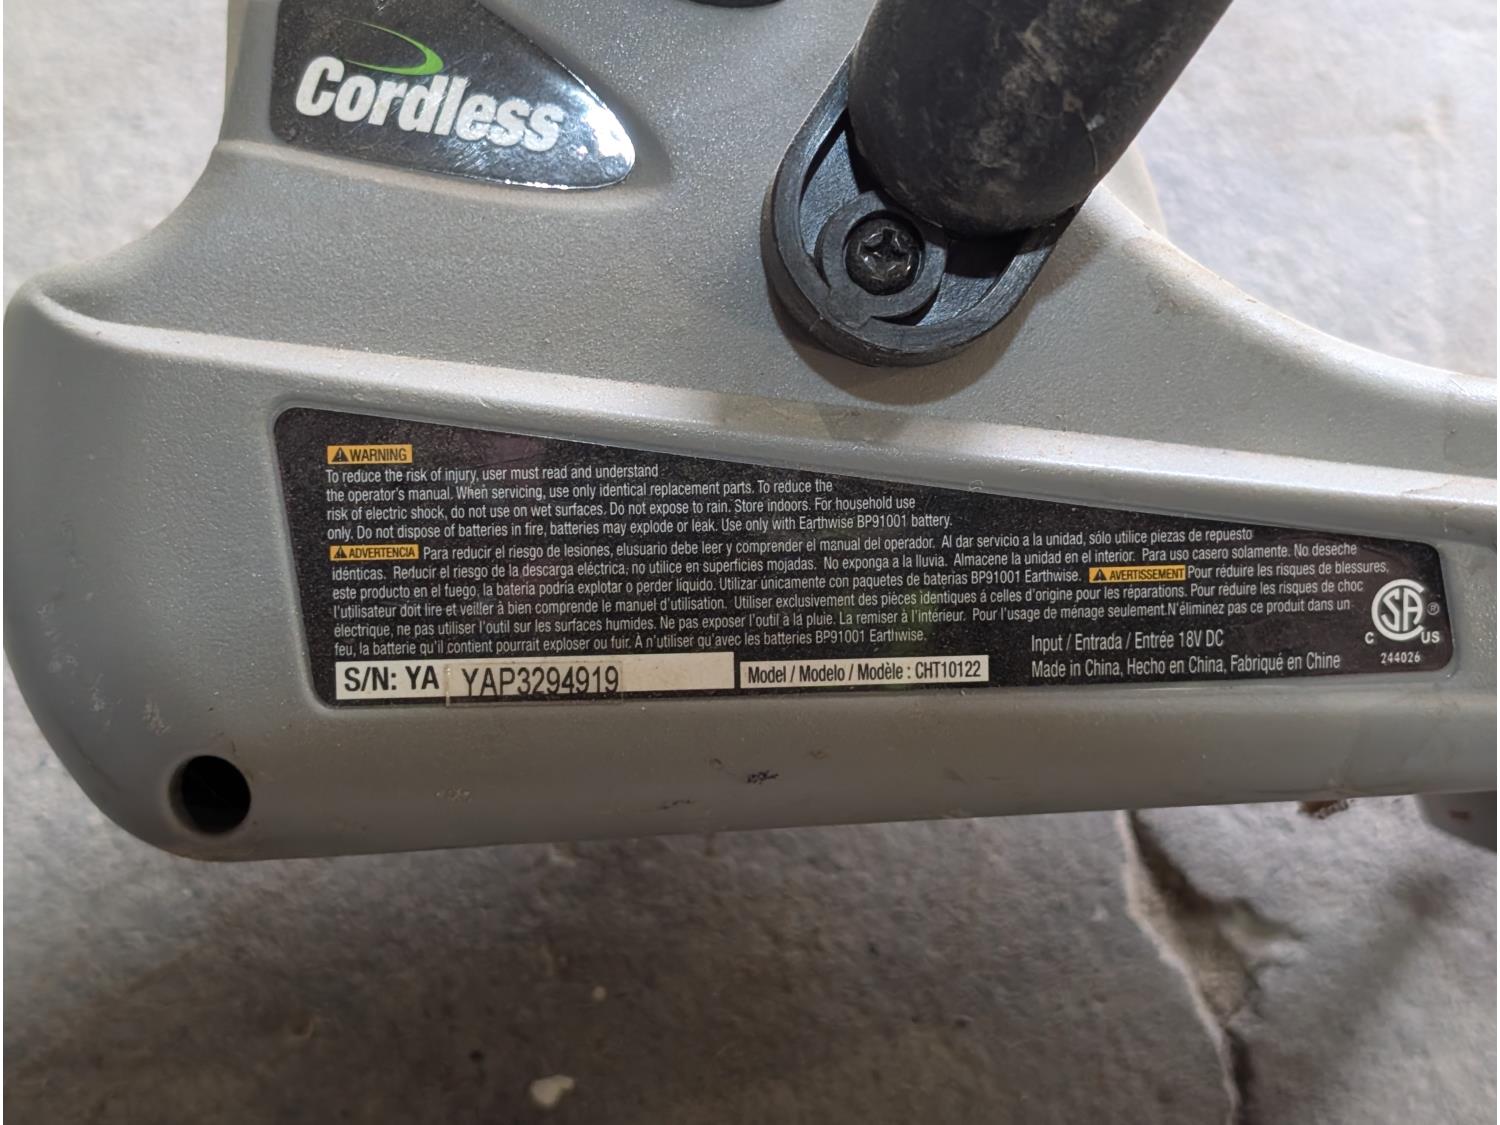 Cordless
WARNING
To reduce the risk of injury, user must read and understand
the operator's manual. When servicing, use only identical replacement parts. To reduce the
risk of electric shock, do not use on wet surfaces. Do not expose to rain. Store indoors. For household use
only. Do not dispose of batteries in fire, batteries may explode or leak. Use only with Earthwise BP91001 battery.
ADVERTENCIA Para reducir el riesgo de lesiones, elusuario debe leer y comprender el manual del operador. Al dar servicio a la unidad, sólo utilice piezas de repuesto
idénticas. Reducir el riesgo de la descarga eléctrica, no utilice en superficies mojadas. No exponga a la lluvia. Almacene la unidad en el interior. Para uso casero solamente. No deseche
este producto en el fuego, la batería podría explotar o perder líquido. Utilizar únicamente con paquetes de baterías BP91001 Earthwise. AVERTISSEMENT Pour réduire les risques de blessures,
l'utilisateur doit lire et veiller à bien comprende le manuel d'utilisation. Utiliser exclusivement des pièces identiques á celles d'origine pour les réparations. Pour réduire les risques de choc
électrique, ne pas utiliser l'outil sur les surfaces humides. Ne pas exposer l'outil à lá pluie. La remiser à l'intérieur. Pour l'usage de ménage seulement.N'éliminéz pas ce produit dans un
feu, la batterie qu'il contient pourrait exploser ou fuir. À n'utiliser qu'avec les batteries BP91001 Earthwise.
Input / Entrada / Entrée 18V DC
Made in China, Hecho en China, Fabriqué en Chine
S/N: YA YAP3294919
Model / Modelo / Modèle : CHT10122
C SA ® US
244026